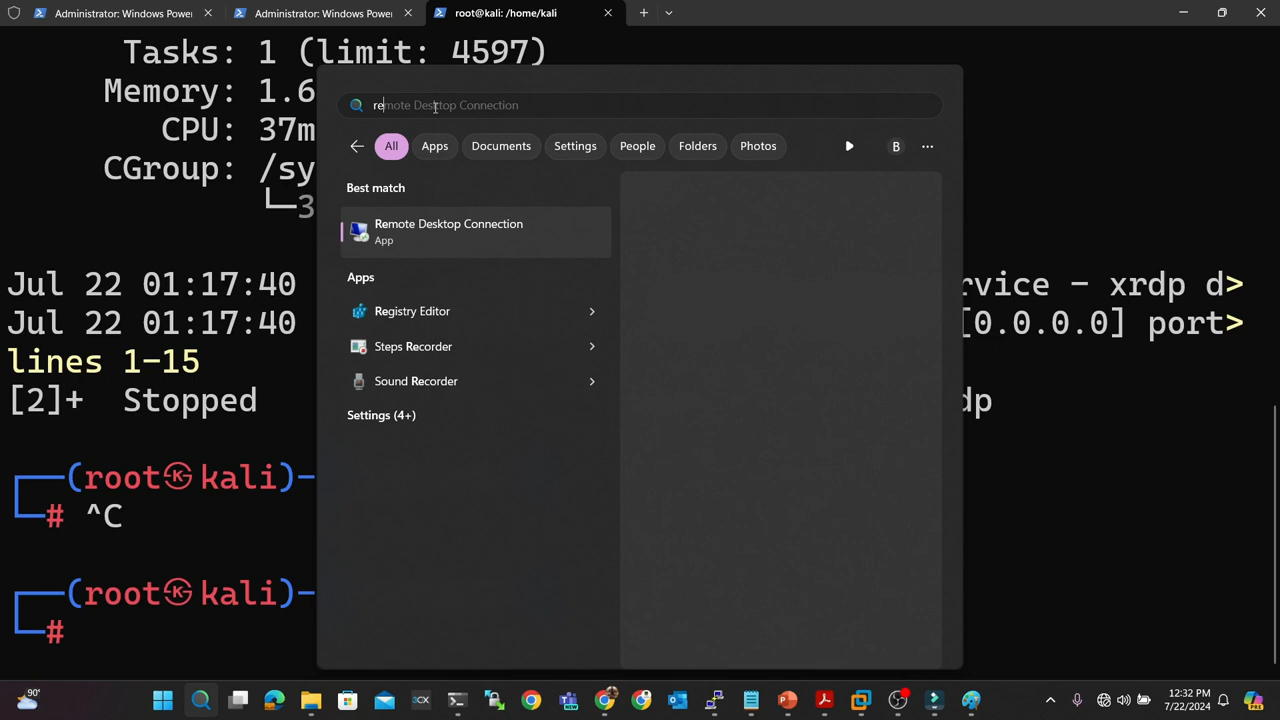 Administrator: Windows Power
Administrator: Windows Power
root@kali: /home/kali
Tasks: 1 (limit: 4597)
Memory: 1.6
CPU: 37m
CGroup: /sy
└─3
Jul 22 01:17:40
rvice - xrdp d>
Jul 22 01:17:40
[0.0.0.0] port>
lines 1-15
[2]+ Stopped
dp
┌──(root㉿kali)-
└─# ^C
┌──(root㉿kali)-
└─#
remote Desktop Connection
All
Apps
Documents
Settings
People
Folders
Photos
B
Best match
Remote Desktop Connection
App
Apps
Registry Editor
Steps Recorder
Sound Recorder
Settings (4+)
90°
NEW
12:32 PM
7/22/2024